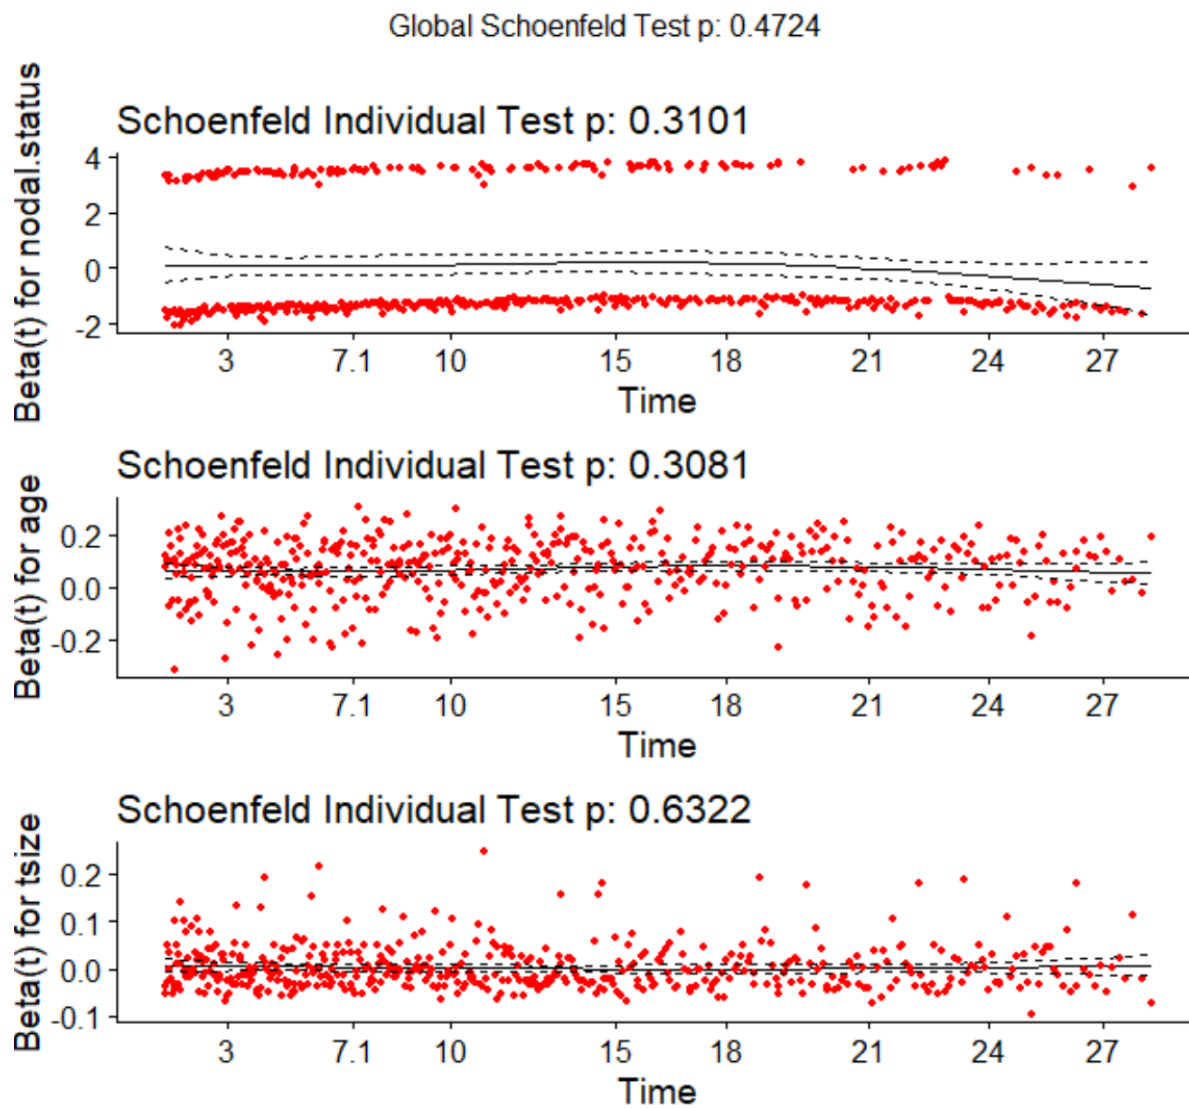 Global Schoenfeld Test p: 0.4724
Schoenfeld Individual Test p: 0.3101
Beta(t) for nodal.status
4
2
0
-2
3 7.1 10 15 18 21 24 27
Time
Schoenfeld Individual Test p: 0.3081
Beta(t) for age
0.2
0.0
-0.2
3 7.1 10 15 18 21 24 27
Time
Schoenfeld Individual Test p: 0.6322
Beta(t) for tsize
0.2
0.1
0.0
-0.1
3 7.1 10 15 18 21 24 27
Time